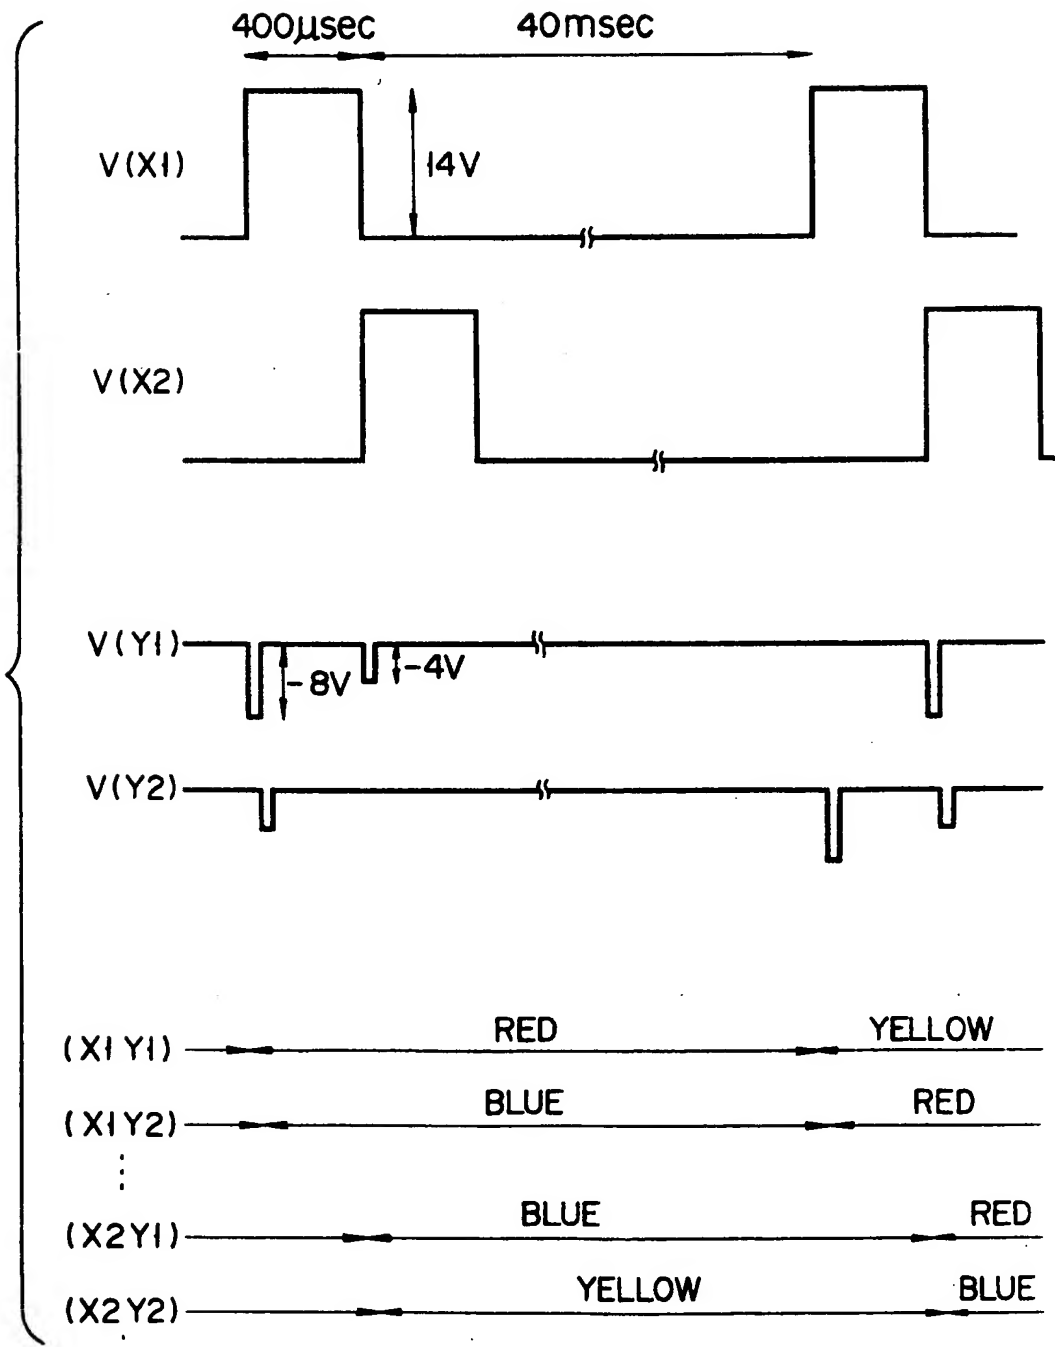 400μsec 40msec
V(X1) 14V
V(X2)
V(Y1) -8V -4V
V(Y2)
(X1Y1) RED YELLOW
(X1Y2) BLUE RED
(X2Y1) BLUE RED
(X2Y2) YELLOW BLUE